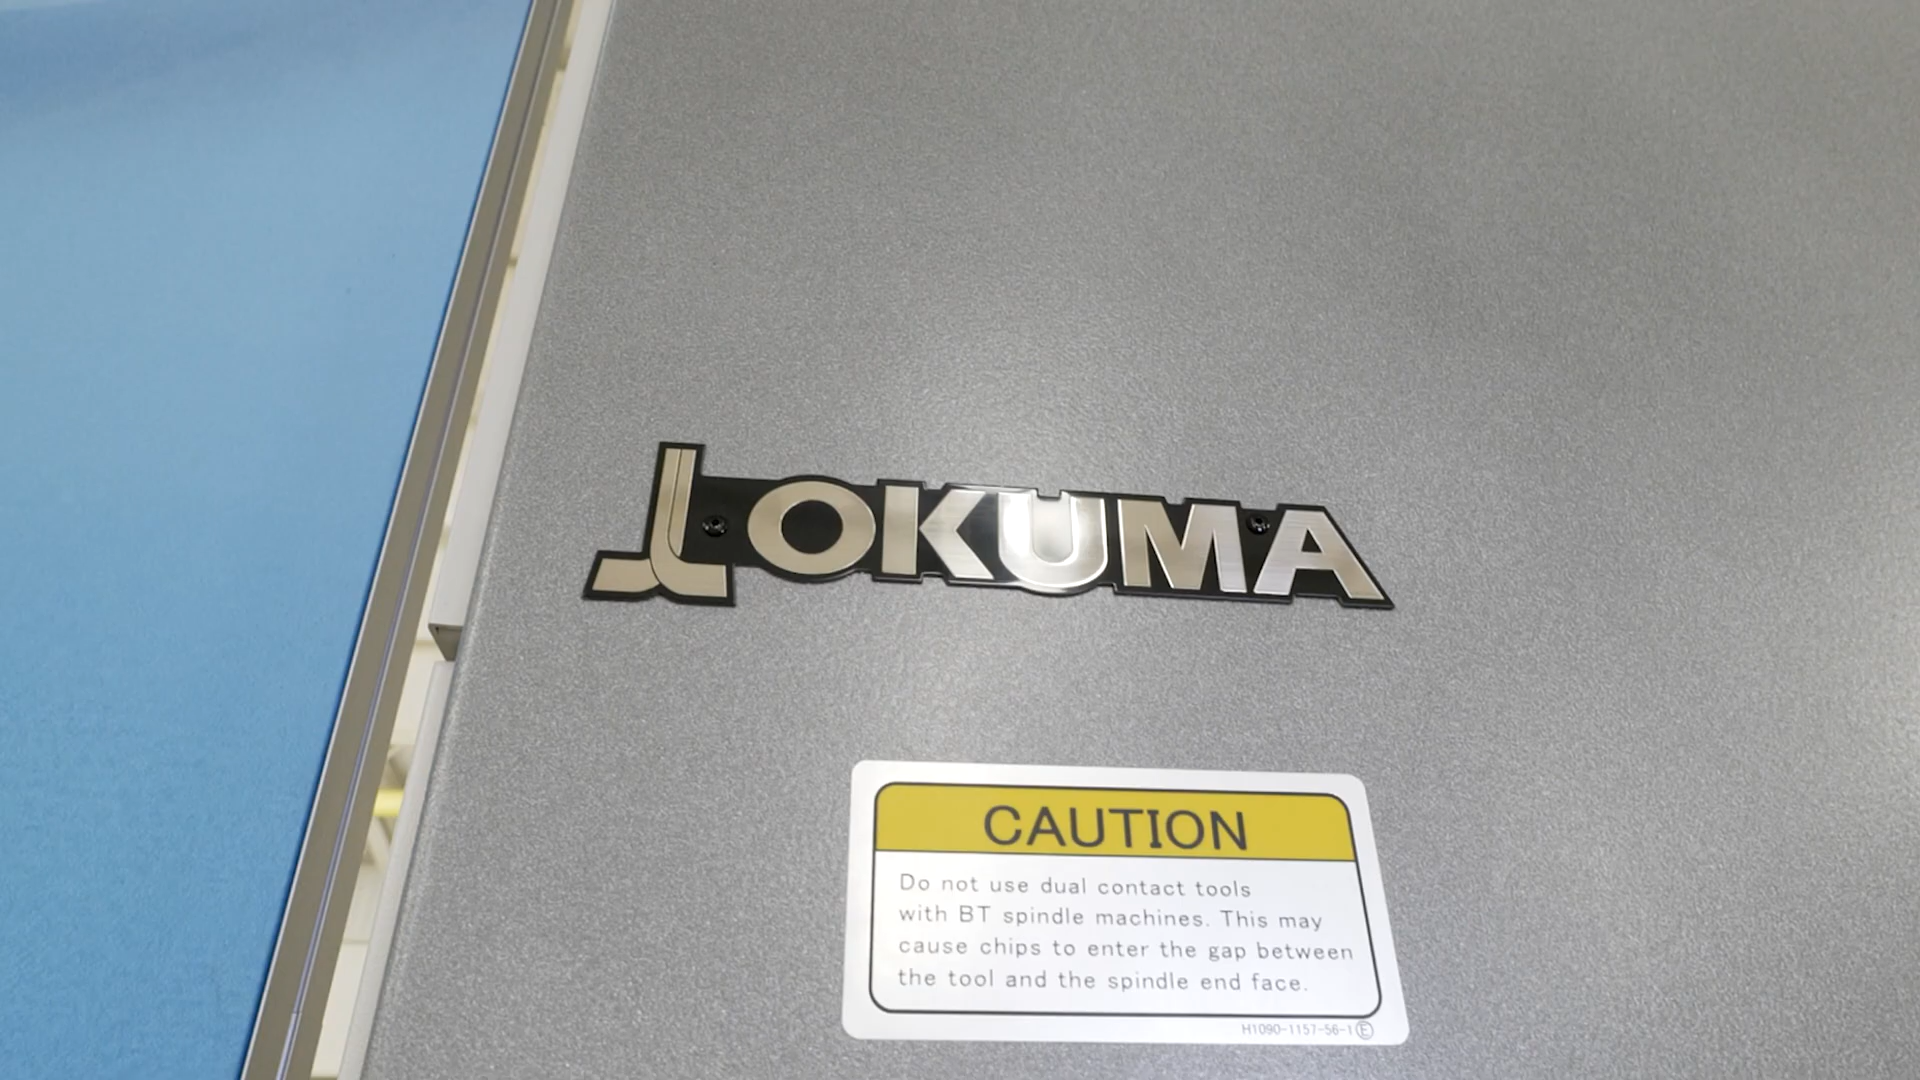 OKUMA
CAUTION
Do not use dual contact tools
with BT spindle machines. This may
cause chips to enter the gap between
the tool and the spindle end face.
H1090-1157-56-1Ⓔ